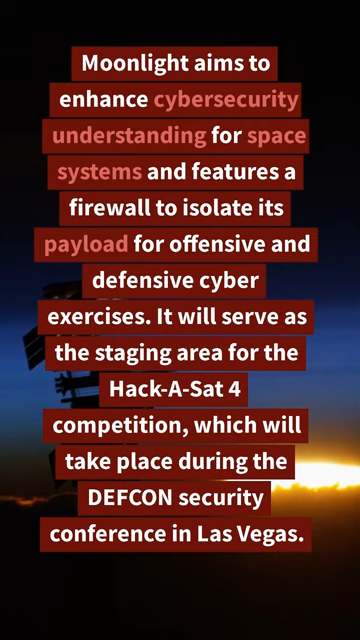 Moonlight aims to
enhance cybersecurity
understanding for space
systems and features a
firewall to isolate its
payload for offensive and
defensive cyber
exercises. It will serve as
the staging area for the
Hack-A-Sat 4
competition, which will
take place during the
DEFCON security
conference in Las Vegas.